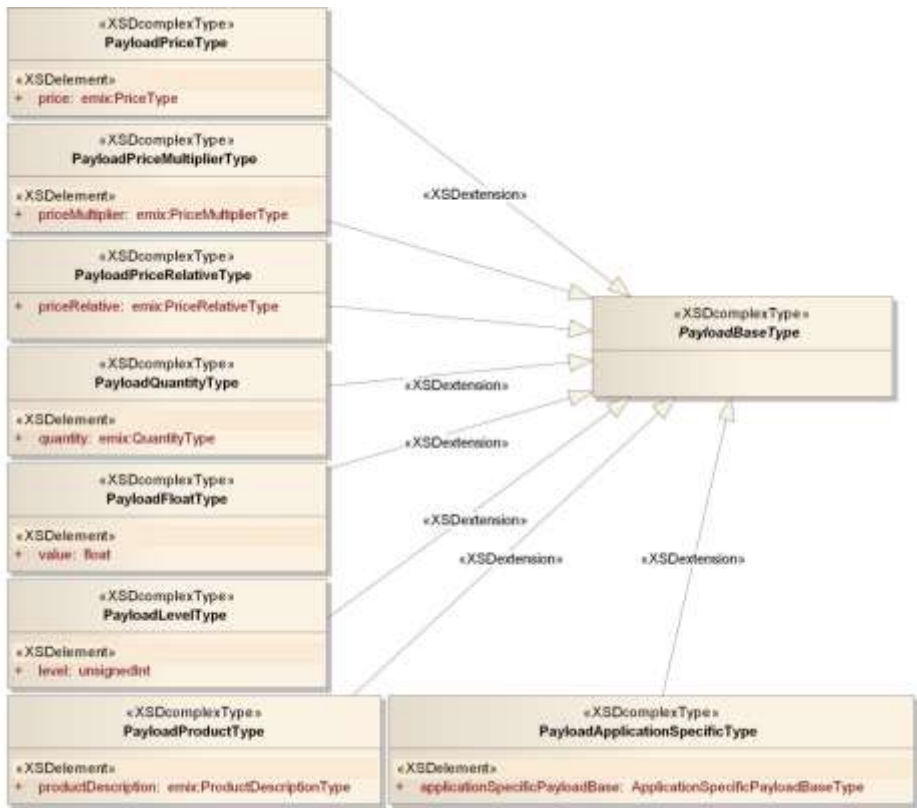 «XSDcomplexType»
PayloadPriceType
«XSDelement»
+ price: emix:PriceType
«XSDcomplexType»
PayloadPriceMultiplierType
«XSDelement»
+ priceMultiplier: emix:PriceMultiplierType
«XSDcomplexType»
PayloadPriceRelativeType
+ priceRelative: emix:PriceRelativeType
«XSDcomplexType»
PayloadQuantityType
«XSDelement»
+ quantity: emix:QuantityType
«XSDcomplexType»
PayloadFloatType
«XSDelement»
+ value: float
«XSDcomplexType»
PayloadLevelType
«XSDelement»
+ level: unsignedInt
«XSDcomplexType»
PayloadProductType
«XSDelement»
+ productDescription: emix:ProductDescriptionType
«XSDcomplexType»
PayloadApplicationSpecificType
«XSDelement»
+ applicationSpecificPayloadBase: ApplicationSpecificPayloadBaseType
«XSDextension»
«XSDextension»
«XSDextension»
«XSDextension»
«XSDextension»
«XSDextension»
«XSDcomplexType»
PayloadBaseType